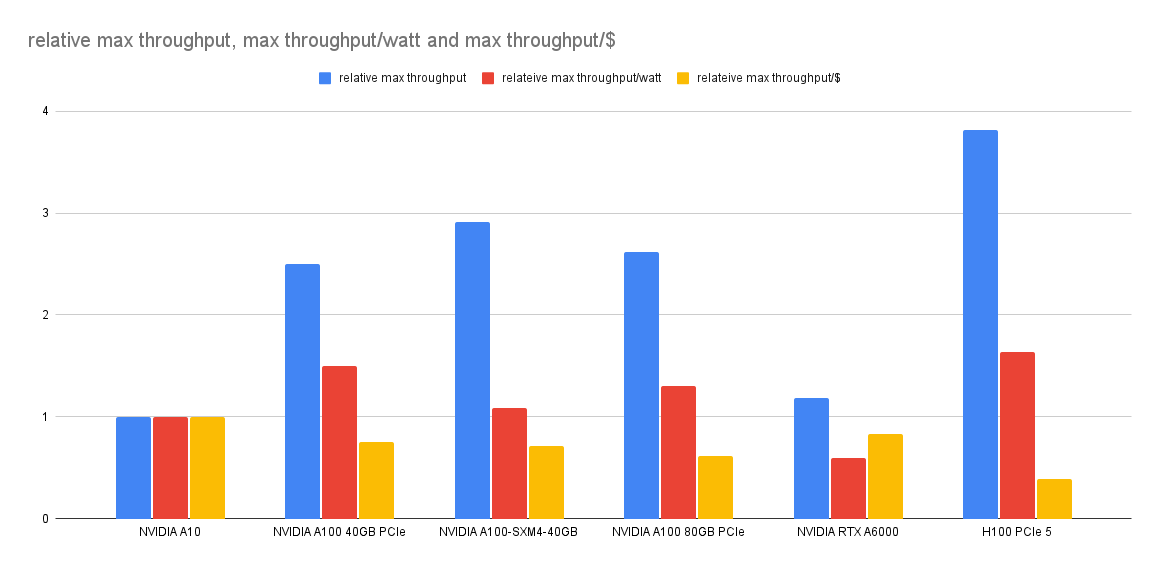 relative max throughput, max throughput/watt and max throughput/$
relative max throughput relateive max throughput/watt relateive max throughput/$
4
3
2
1
0
NVIDIA A10 NVIDIA A100 40GB PCIe NVIDIA A100-SXM4-40GB NVIDIA A100 80GB PCIe NVIDIA RTX A6000 H100 PCIe 5